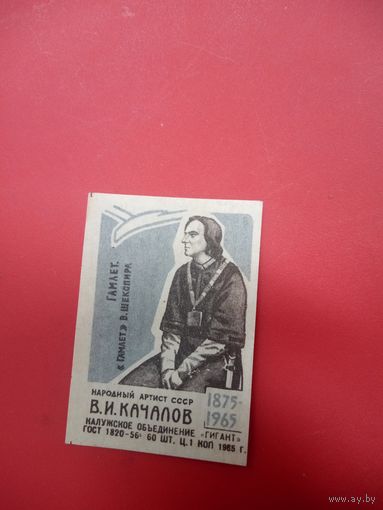 ГАМЛЕТ.
«ГАМЛЕТ» В. ШЕКСПИРА
НАРОДНЫЙ АРТИСТ СССР
В.И. КАЧАЛОВ
1875-
1965
КАЛУЖСКОЕ ОБЪЕДИНЕНИЕ «ГИГАНТ»
ГОСТ 1820-56 60 ШТ. Ц. 1 КОП 1965 г.
ay.by